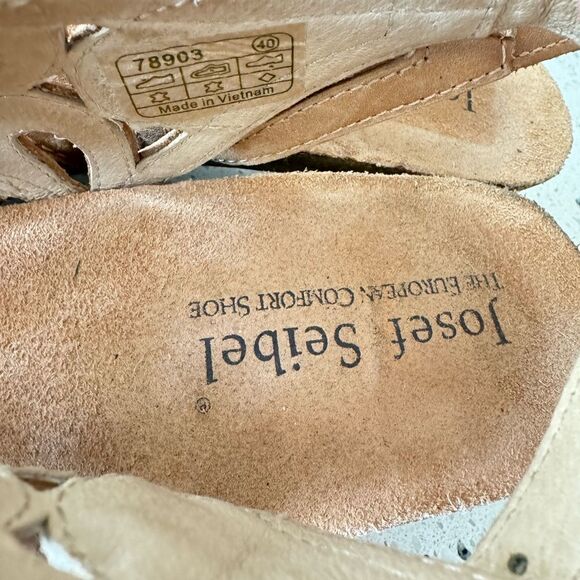 78903 40
Made in Vietnam
Josef Seibel®
THE EUROPEAN COMFORT SHOE
J